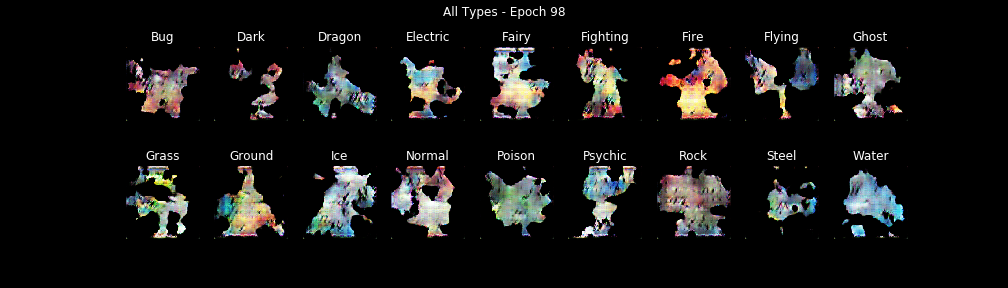 All Types - Epoch 98
Bug Dark Dragon Electric Fairy Fighting Fire Flying Ghost
Grass Ground Ice Normal Poison Psychic Rock Steel Water